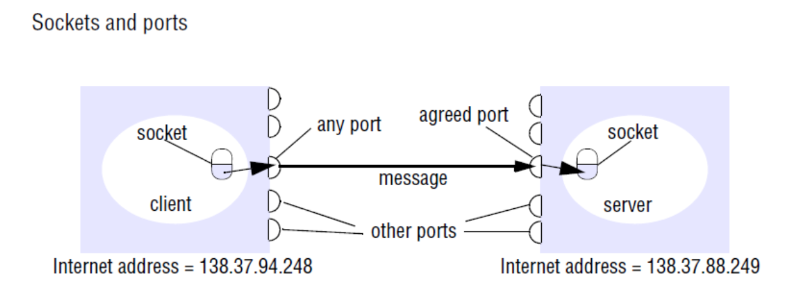 Sockets and ports
agreed port
any port
socket
socket
message
client
server
other ports
Internet address = 138.37.94.248
Internet address = 138.37.88.249